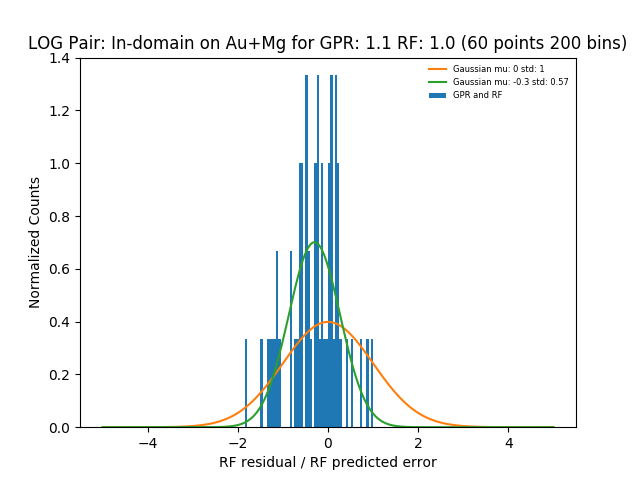 LOG Pair: In-domain on Au+Mg for GPR: 1.1 RF: 1.0 (60 points 200 bins)
Gaussian mu: 0 std: 1
Gaussian mu: -0.3 std: 0.57
GPR and RF
1.4
1.2
1.0
0.8
0.6
0.4
0.2
0.0
Normalized Counts
−4
−2
0
2
4
RF residual / RF predicted error